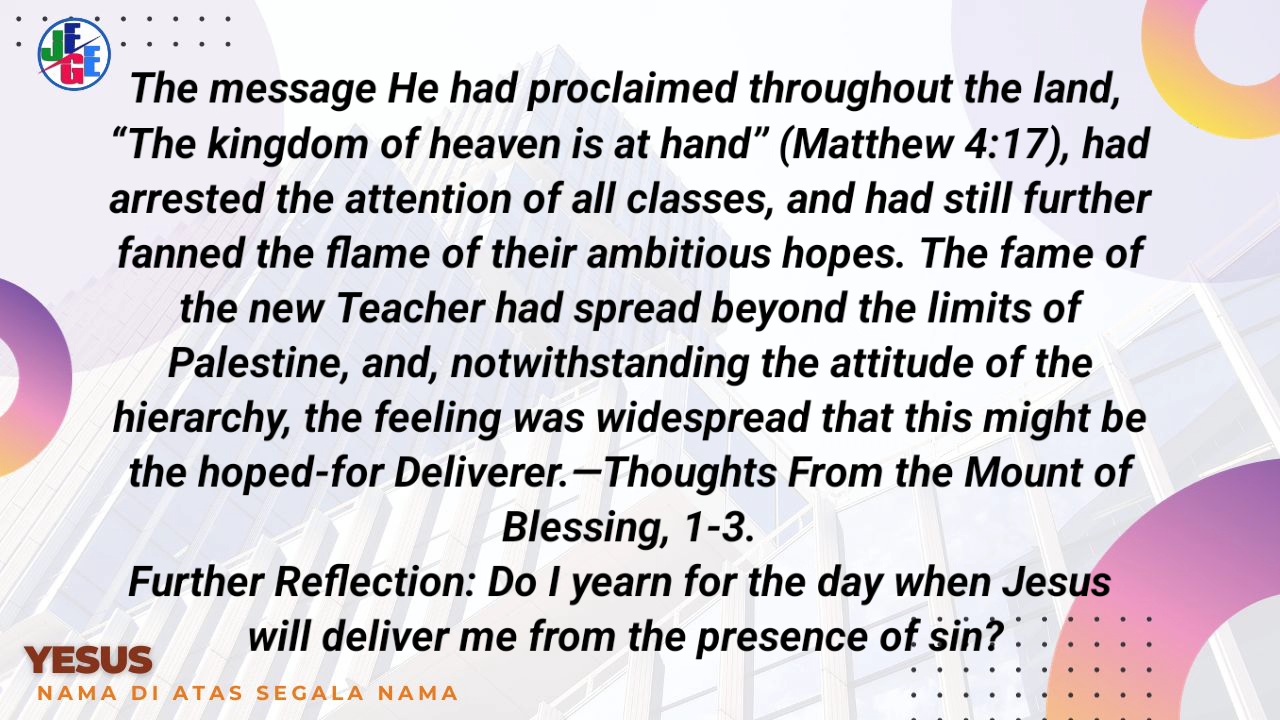 JEGE
The message He had proclaimed throughout the land,
“The kingdom of heaven is at hand” (Matthew 4:17), had
arrested the attention of all classes, and had still further
fanned the flame of their ambitious hopes. The fame of
the new Teacher had spread beyond the limits of
Palestine, and, notwithstanding the attitude of the
hierarchy, the feeling was widespread that this might be
the hoped-for Deliverer.—Thoughts From the Mount of
Blessing, 1-3.
Further Reflection: Do I yearn for the day when Jesus
will deliver me from the presence of sin?
YESUS
NAMA DI ATAS SEGALA NAMA